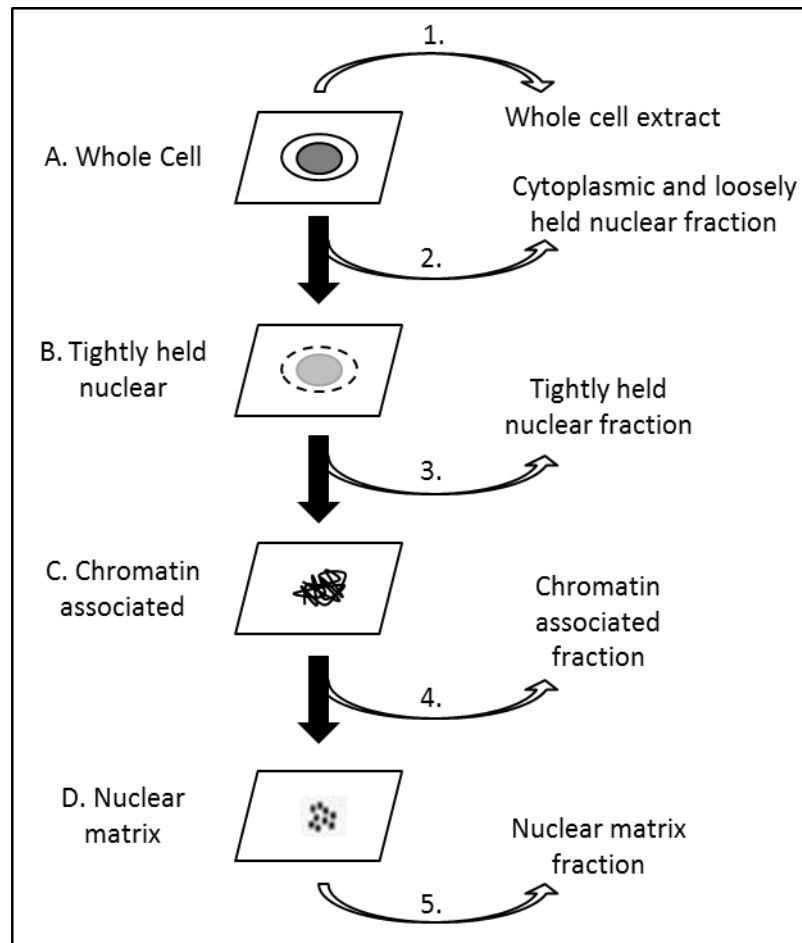 1.
Whole cell extract
A. Whole Cell
Cytoplasmic and loosely
held nuclear fraction
2.
B. Tightly held
nuclear
Tightly held
nuclear fraction
3.
C. Chromatin
associated
Chromatin
associated
fraction
4.
D. Nuclear
matrix
Nuclear matrix
fraction
5.